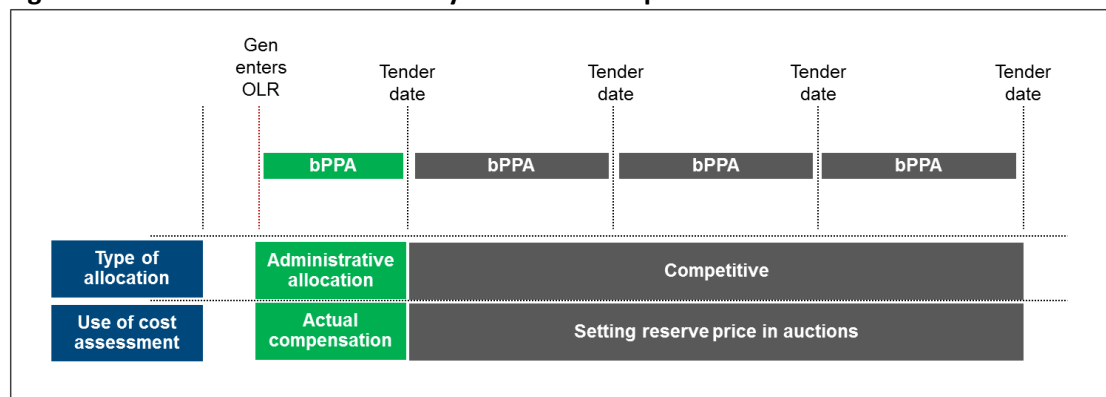 Gen
enters
OLR
Tender
date
Tender
date
Tender
date
Tender
date
bPPA
bPPA
bPPA
bPPA
Type of
allocation
Administrative
allocation
Competitive
Use of cost
assessment
Actual
compensation
Setting reserve price in auctions